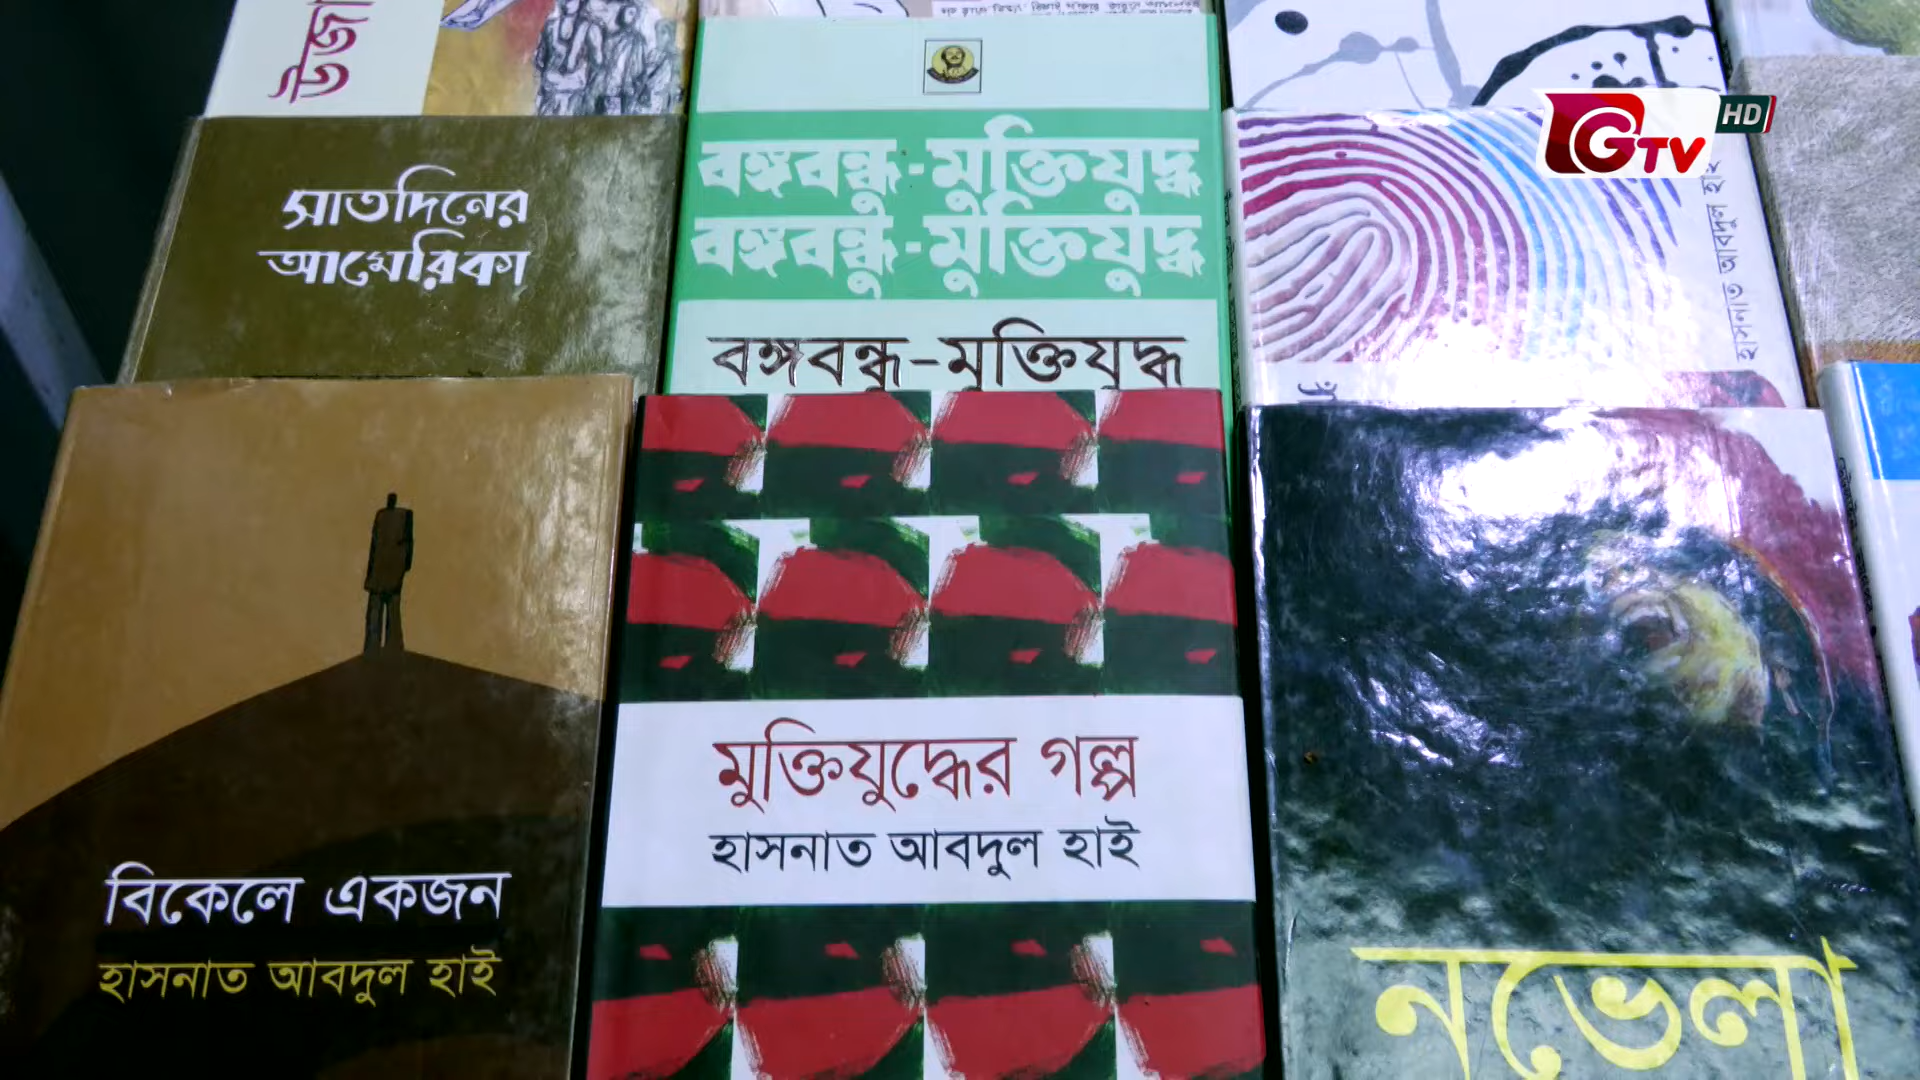 উজা
GTV HD
সাতদিনের
আমেরিকা
বঙ্গবন্ধু-মুক্তিযুদ্ধ
বঙ্গবন্ধু-মুক্তিযুদ্ধ
বঙ্গবন্ধু-মুক্তিযুদ্ধ
হাসনাত আবদুল হাই
বিকেলে একজন
হাসনাত আবদুল হাই
মুক্তিযুদ্ধের গল্প
হাসনাত আবদুল হাই
নভেলা